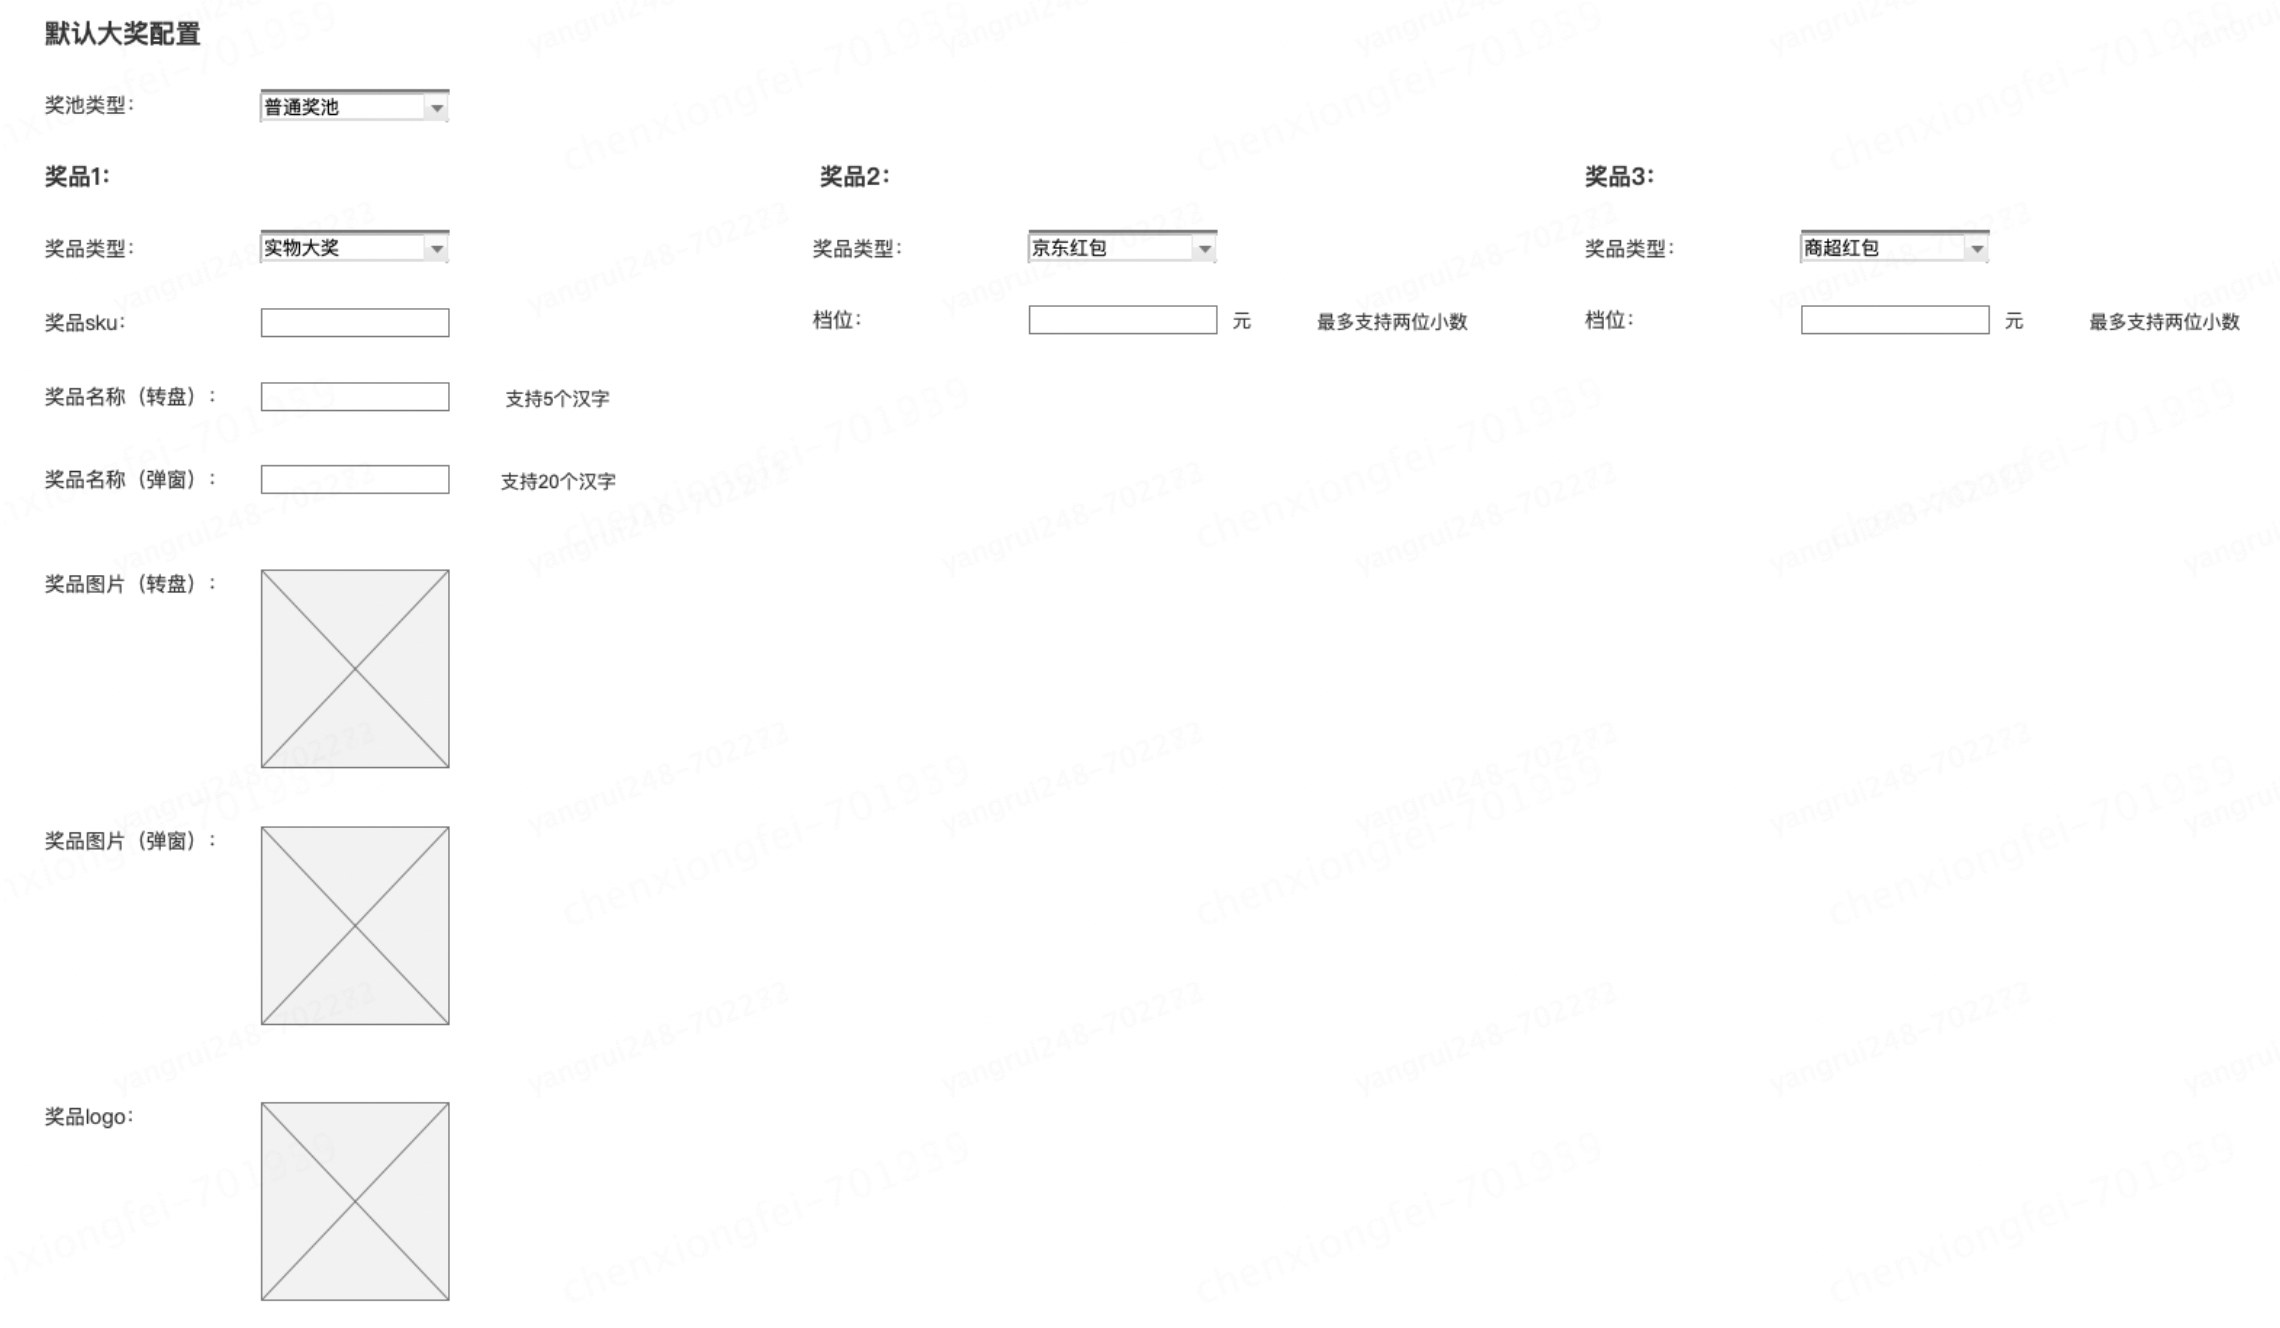 默认大奖配置
奖池类型：
普通奖池
奖品1：
奖品2：
奖品3：
奖品类型：
实物大奖
奖品类型：
京东红包
奖品类型：
商超红包
奖品sku：
档位：
元
最多支持两位小数
档位：
元
最多支持两位小数
奖品名称（转盘）：
支持5个汉字
奖品名称（弹窗）：
支持20个汉字
奖品图片（转盘）：
奖品图片（弹窗）：
奖品logo：